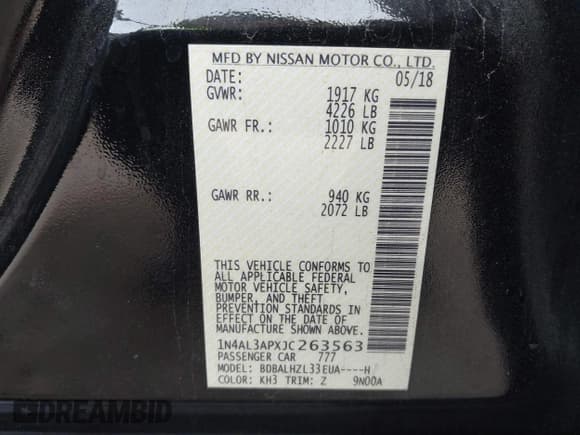 MFD BY NISSAN MOTOR CO., LTD.
DATE: 05/18
GVWR: 1917 KG
4226 LB
GAWR FR.: 1010 KG
2227 LB
GAWR RR.: 940 KG
2072 LB
THIS VEHICLE CONFORMS TO
ALL APPLICABLE FEDERAL
MOTOR VEHICLE SAFETY,
BUMPER, AND THEFT
PREVENTION STANDARDS
IN EFFECT ON THE DATE OF
MANUFACTURE SHOWN ABOVE.
1N4AL3APXJC263563
PASSENGER CAR 777
MODEL: BDBALHZL33EUA----H
COLOR: KH3 TRIM: Z 9N00A
DREAMBID